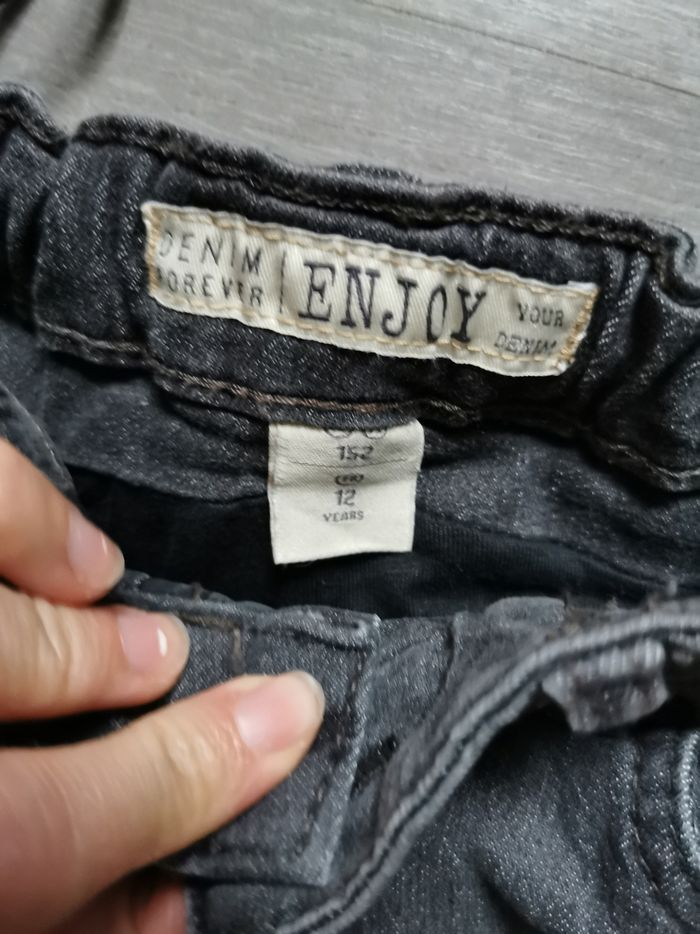 DENIM
FOREVER
ENJOY
YOUR
DENIM
152
12
YEARS